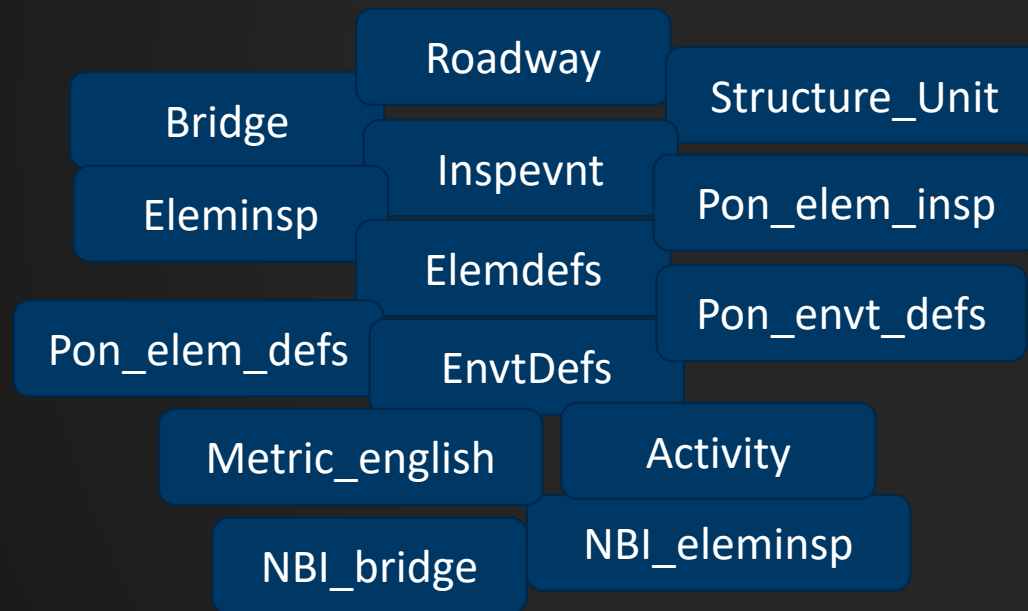 Roadway
Structure_Unit
Bridge
Inspevnt
Eleminsp
Pon_elem_insp
Elemdefs
Pon_envt_defs
Pon_elem_defs
EnvtDefs
Metric_english
Activity
NBI_bridge
NBI_eleminsp